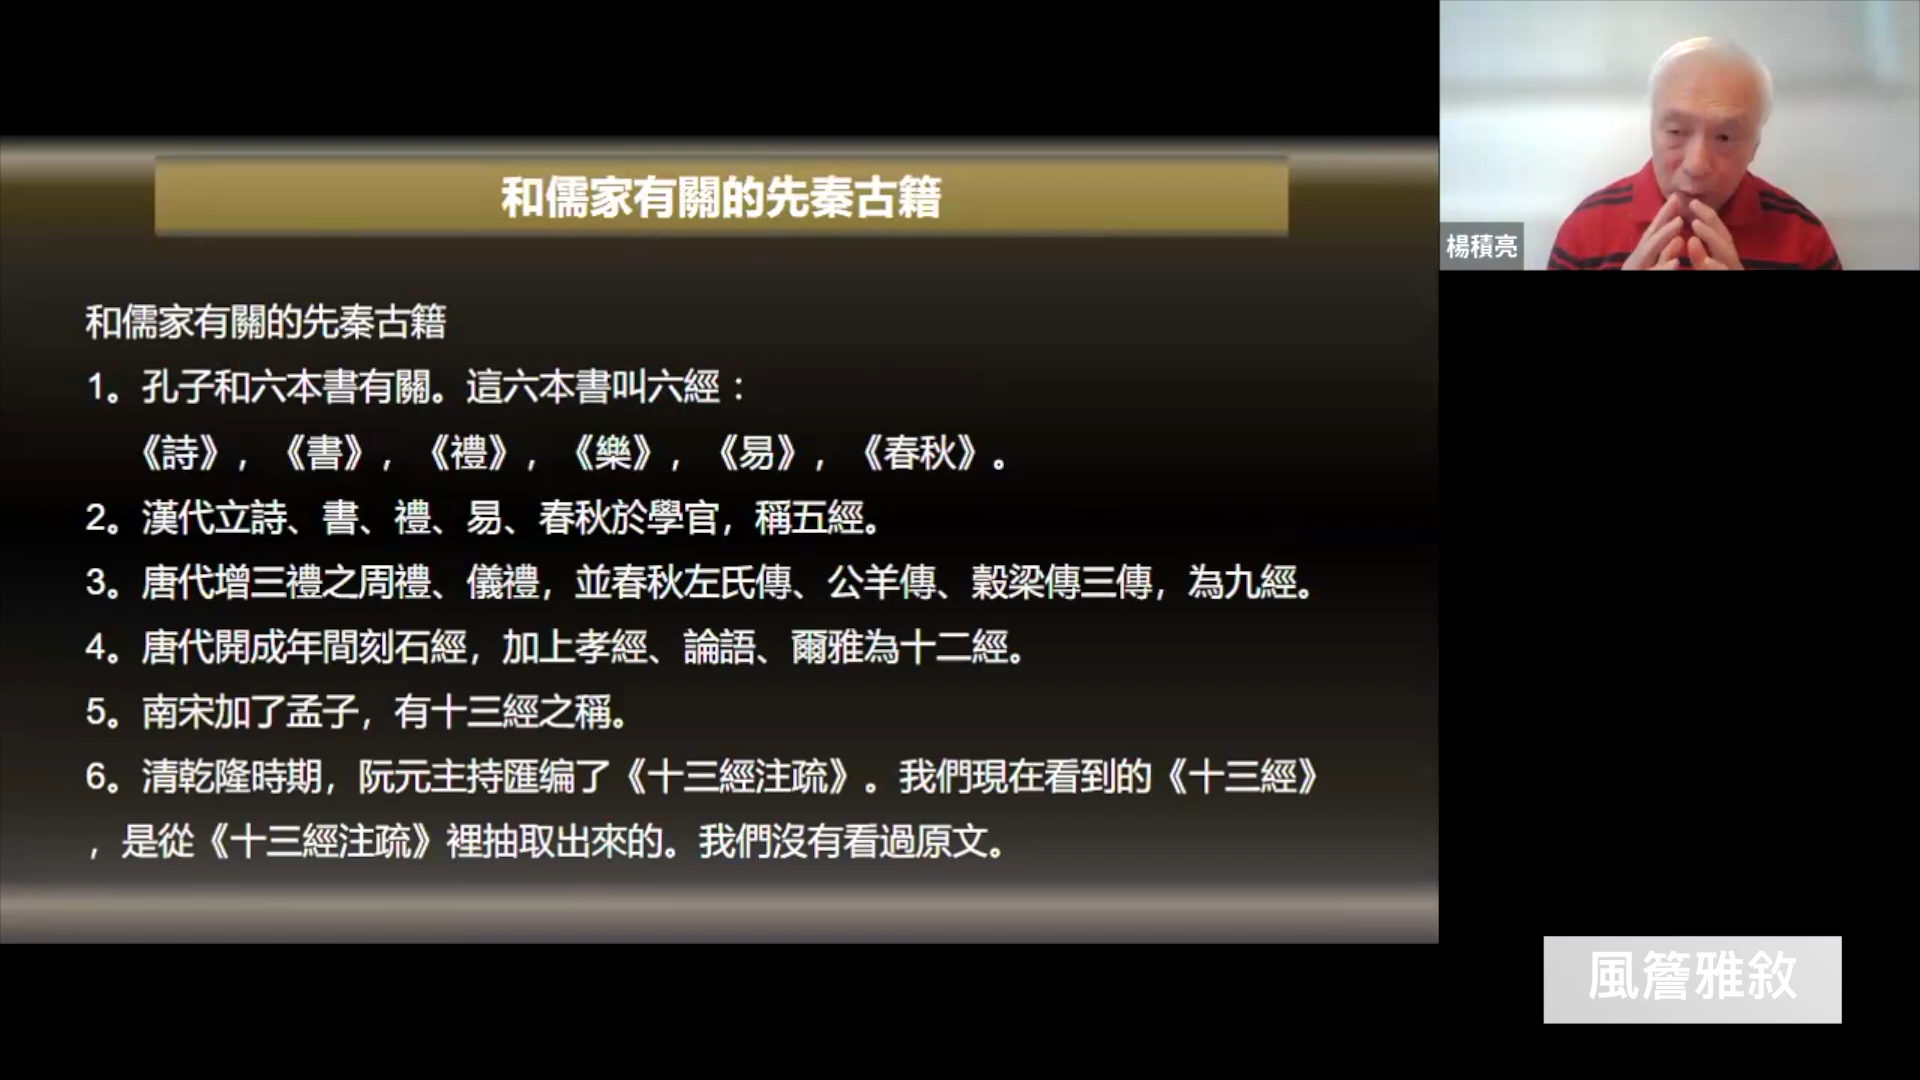 和儒家有關的先秦古籍
和儒家有關的先秦古籍
1。孔子和六本書有關。這六本書叫六經：
《詩》，《書》，《禮》，《樂》，《易》，《春秋》。
2。漢代立詩、書、禮、易、春秋於學官，稱五經。
3。唐代增三禮之周禮、儀禮，並春秋左氏傳、公羊傳、穀梁傳三傳，為九經。
4。唐代開成年間刻石經，加上孝經、論語、爾雅為十二經。
5。南宋加了孟子，有十三經之稱。
6。清乾隆時期，阮元主持匯编了《十三經注疏》。我們現在看到的《十三經》
，是從《十三經注疏》裡抽取出來的。我們沒有看過原文。
楊積亮
風簷雅敘